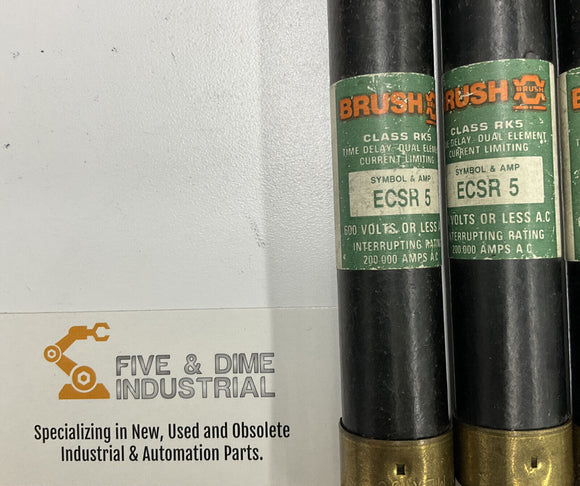 BRUSH
CLASS RK5
TIME DELAY DUAL ELEMENT
CURRENT LIMITING
SYMBOL & AMP
ECSR 5
600 VOLTS OR LESS A
INTERRUPTING RATING
200 000 AMPS A.C
RUSH BRUSH
CLASS RK5
TIME DELAY DUAL ELEMENT
CURRENT LIMITING
SYMBOL & AMP
ECSR 5
VOLTS OR LESS A.C
INTERRUPTING RATING
200 000 AMPS A.C
FIVE & DIME
INDUSTRIAL
Specializing in New, Used and Obsolete
Industrial & Automation Parts.